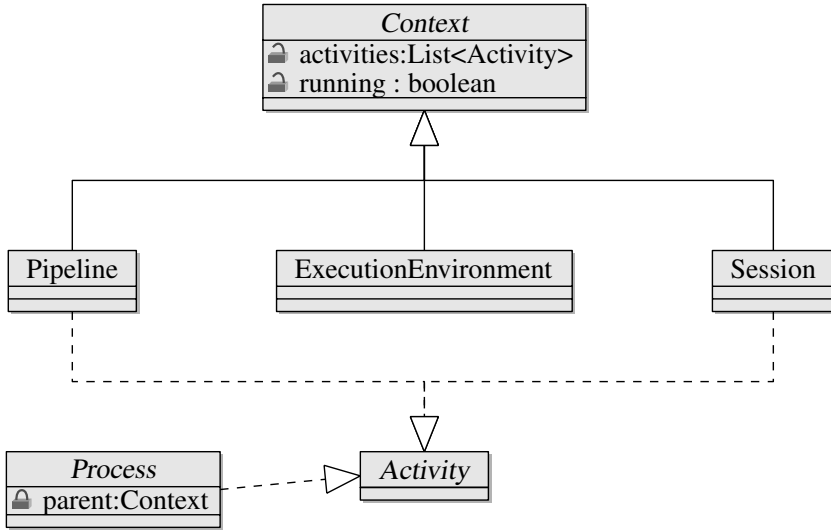 Context
activities:List<Activity>
running : boolean
Pipeline
ExecutionEnvironment
Session
Process
parent:Context
Activity